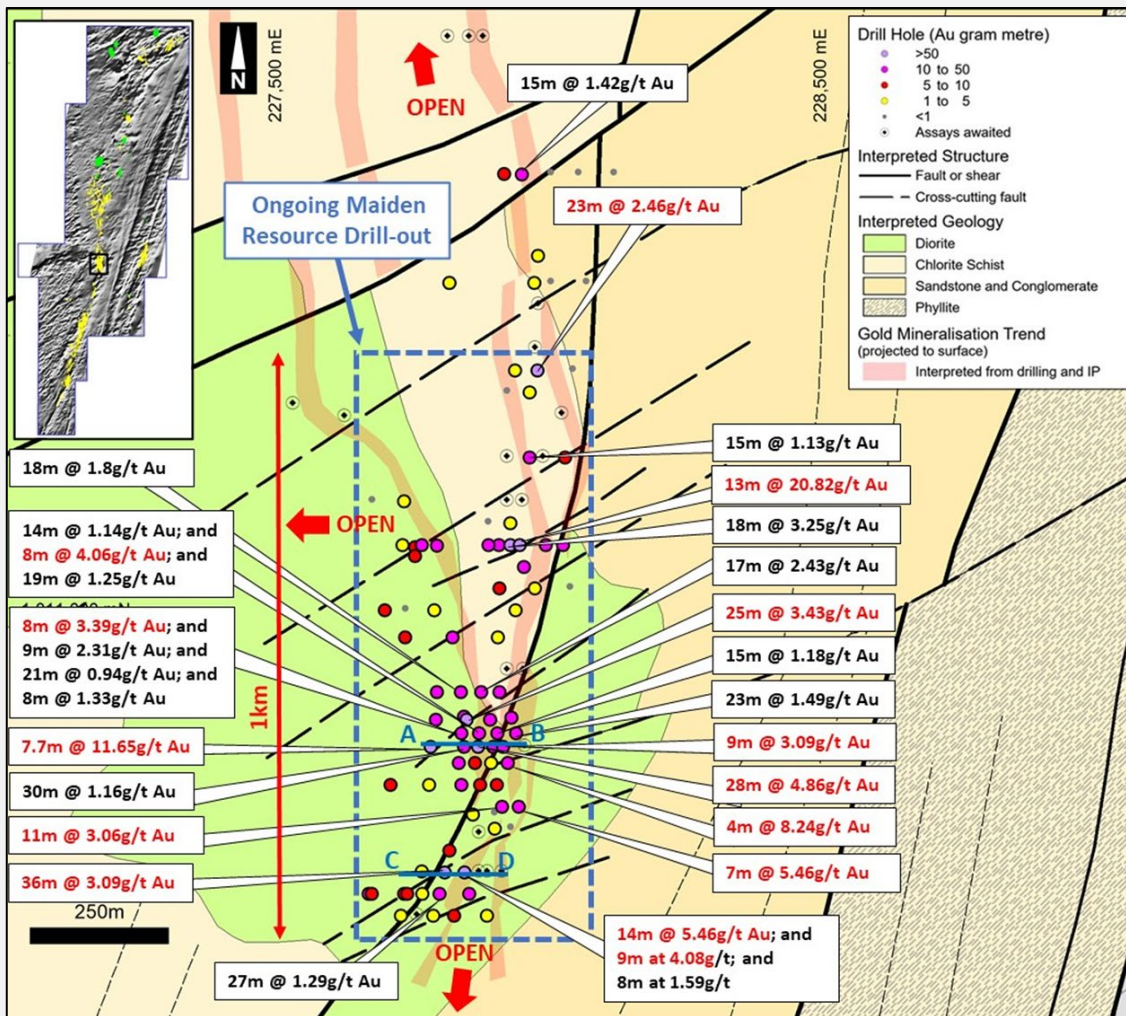 N
227,500 mE
228,500 mE
OPEN
15m @ 1.42g/t Au
Drill Hole (Au gram metre)
>50
10 to 50
5 to 10
1 to 5
<1
Assays awaited
Interpreted Structure
Fault or shear
Cross-cutting fault
Interpreted Geology
Diorite
Chlorite Schist
Sandstone and Conglomerate
Phyllite
Gold Mineralisation Trend
(projected to surface)
Interpreted from drilling and IP
Ongoing Maiden
Resource Drill-out
23m @ 2.46g/t Au
18m @ 1.8g/t Au
14m @ 1.14g/t Au; and
8m @ 4.06g/t Au; and
19m @ 1.25g/t Au
8m @ 3.39g/t Au; and
9m @ 2.31g/t Au; and
21m @ 0.94g/t Au; and
8m @ 1.33g/t Au
7.7m @ 11.65g/t Au
30m @ 1.16g/t Au
11m @ 3.06g/t Au
36m @ 3.09g/t Au
250m
1km
OPEN
A
B
C
D
15m @ 1.13g/t Au
13m @ 20.82g/t Au
18m @ 3.25g/t Au
17m @ 2.43g/t Au
25m @ 3.43g/t Au
15m @ 1.18g/t Au
23m @ 1.49g/t Au
9m @ 3.09g/t Au
28m @ 4.86g/t Au
4m @ 8.24g/t Au
7m @ 5.46g/t Au
14m @ 5.46g/t Au; and
9m at 4.08g/t; and
8m at 1.59g/t
27m @ 1.29g/t Au
OPEN